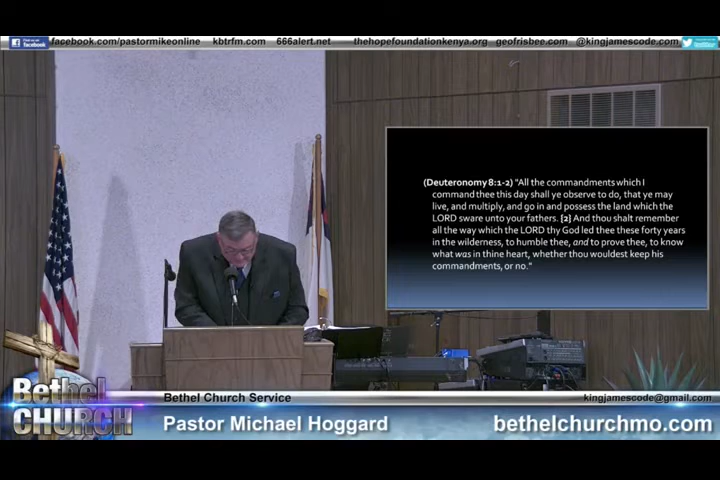 Find us on facebook
facebook.com/pastormikeonline kbtrfm.com 666alert.net thehopefoundationkenya.org geofrisbee.com @kingjamescode.com twitter
(Deuteronomy 8:1-2) "All the commandments which I
command thee this day shall ye observe to do, that ye may
live, and multiply, and go in and possess the land which the
LORD sware unto your fathers. [2] And thou shalt remember
all the way which the LORD thy God led thee these forty years
in the wilderness, to humble thee, and to prove thee, to know
what was in thine heart, whether thou wouldest keep his
commandments, or no."
Bethel
CHURCH
Bethel Church Service
kingjamescode@gmail.com
Pastor Michael Hoggard
bethelchurchmo.com